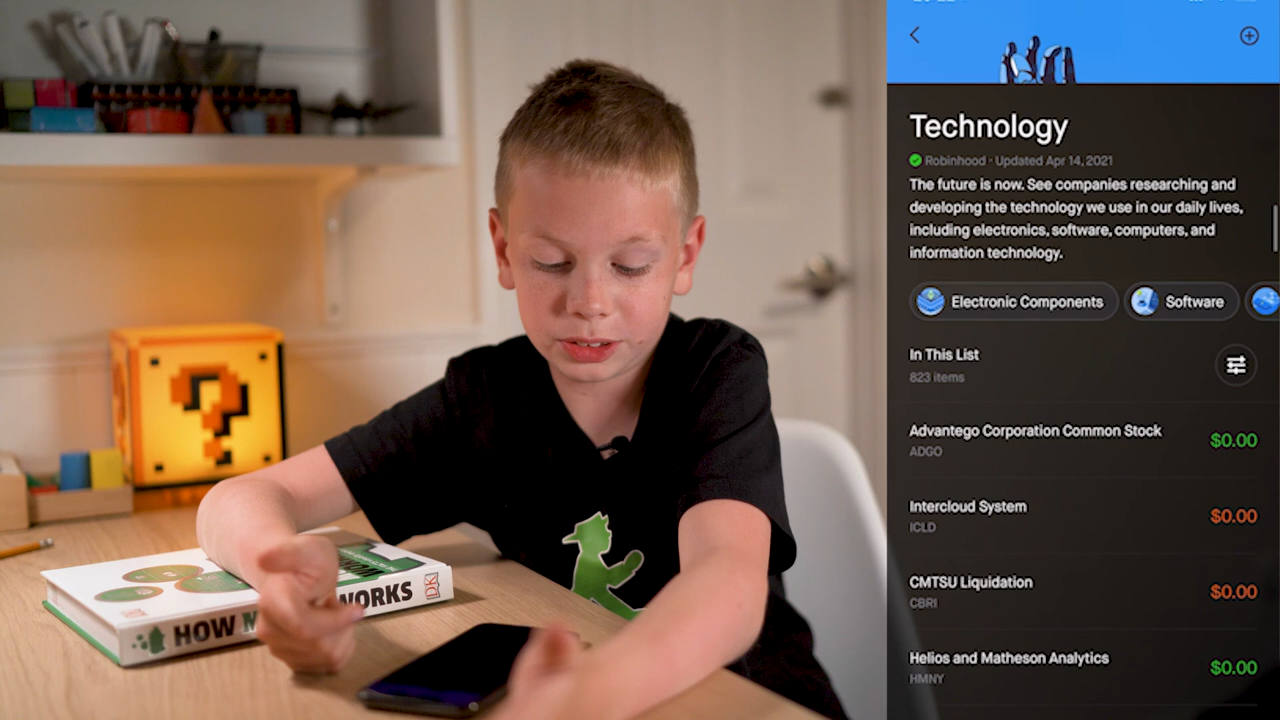 Technology
Robinhood · Updated Apr 14, 2021
The future is now. See companies researching and
developing the technology we use in our daily lives,
including electronics, software, computers, and
information technology.
Electronic Components
Software
In This List
823 items
Advantego Corporation Common Stock
ADGO
$0.00
Intercloud System
ICLD
$0.00
CMTSU Liquidation
CBRI
$0.00
Helios and Matheson Analytics
HMNY
$0.00
?
HOW M
WORKS
DK